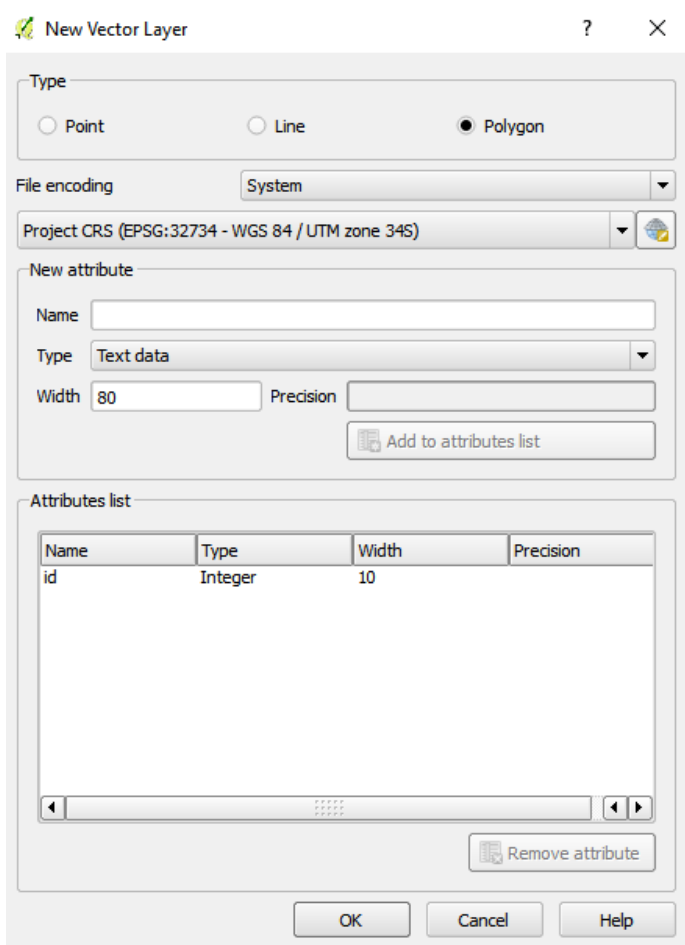 New Vector Layer ?
Type
Point Line Polygon
File encoding System
Project CRS (EPSG:32734 - WGS 84 / UTM zone 34S)
New attribute
Name
Type Text data
Width 80 Precision
Add to attributes list
Attributes list
Name Type Width Precision
id Integer 10
Remove attribute
OK Cancel Help